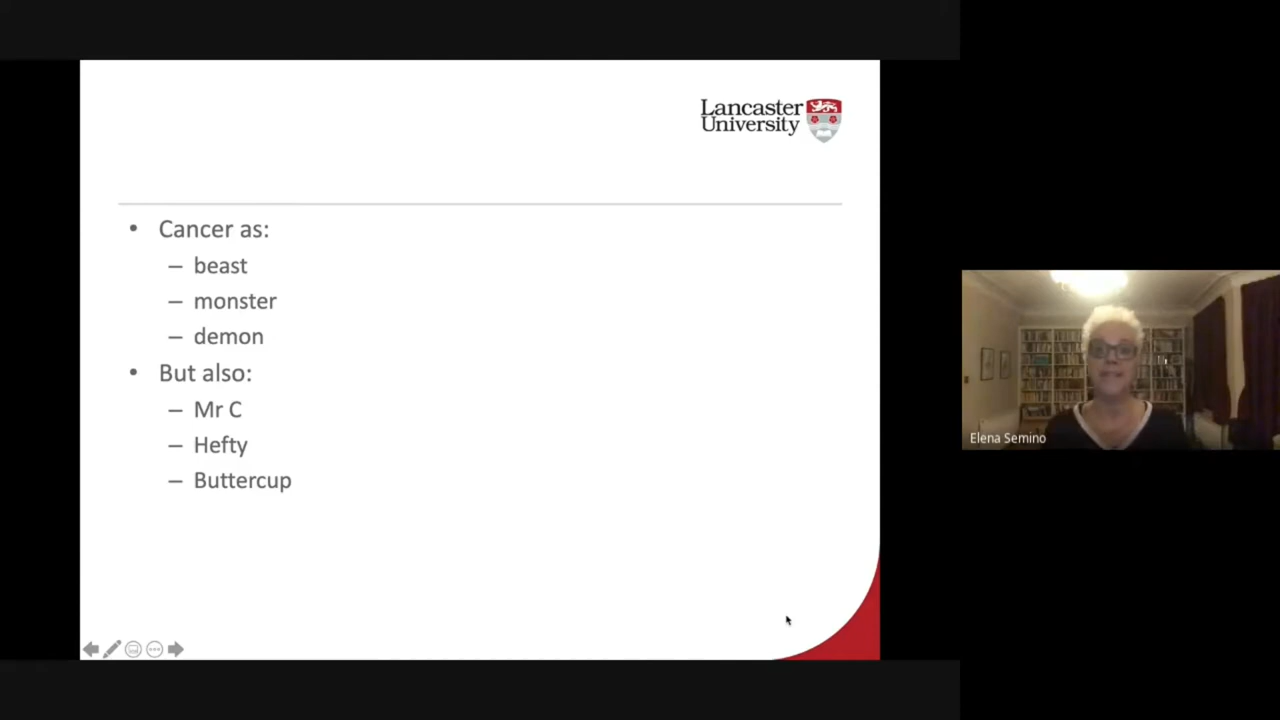 Lancaster
University
• Cancer as:
– beast
– monster
– demon
• But also:
– Mr C
– Hefty
– Buttercup
Elena Semino